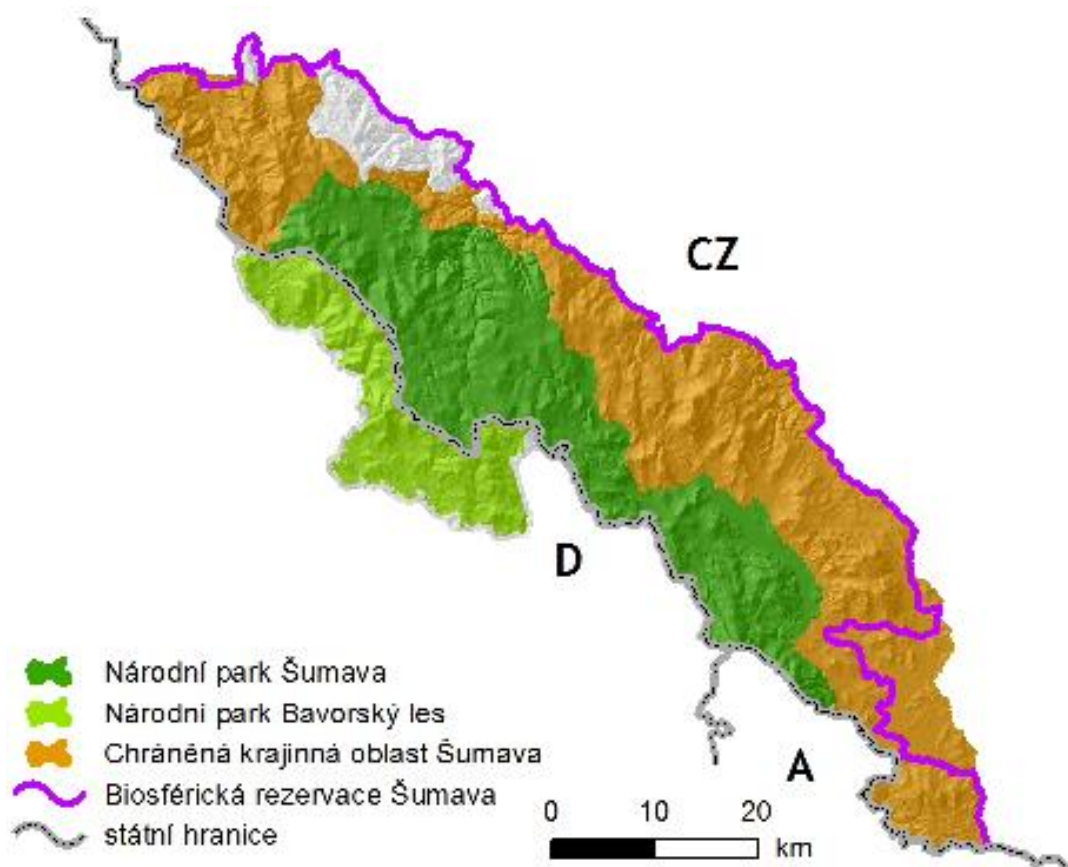 CZ
D
A
Národní park Šumava
Národní park Bavorský les
Chráněná krajinná oblast Šumava
Biosférická rezervace Šumava
státní hranice
0 10 20
km